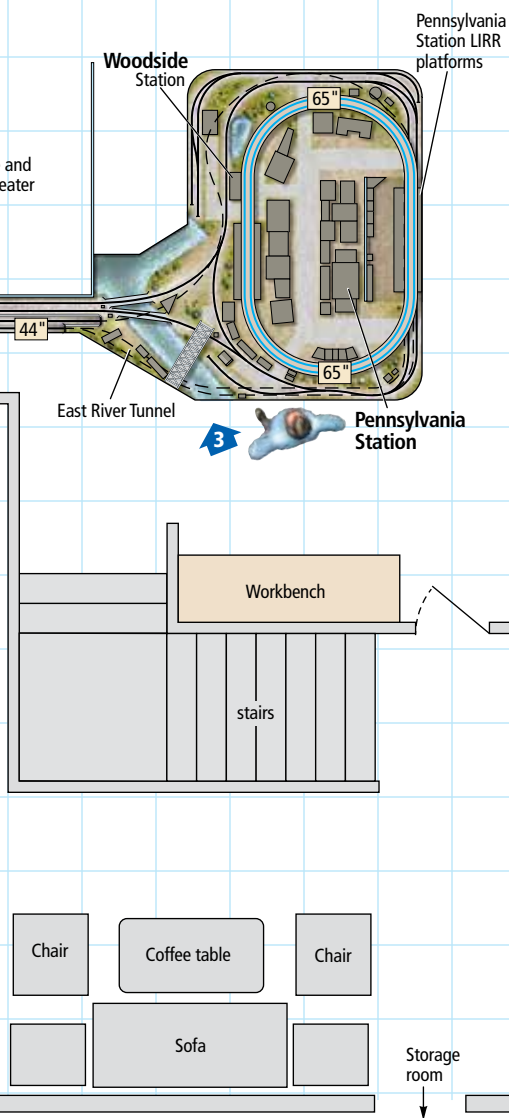 Pennsylvania
Station LIRR
platforms
Woodside
Station
65"
and
44"
65"
East River Tunnel
3
Pennsylvania
Station
Workbench
stairs
Chair
Coffee table
Chair
Sofa
Storage
room